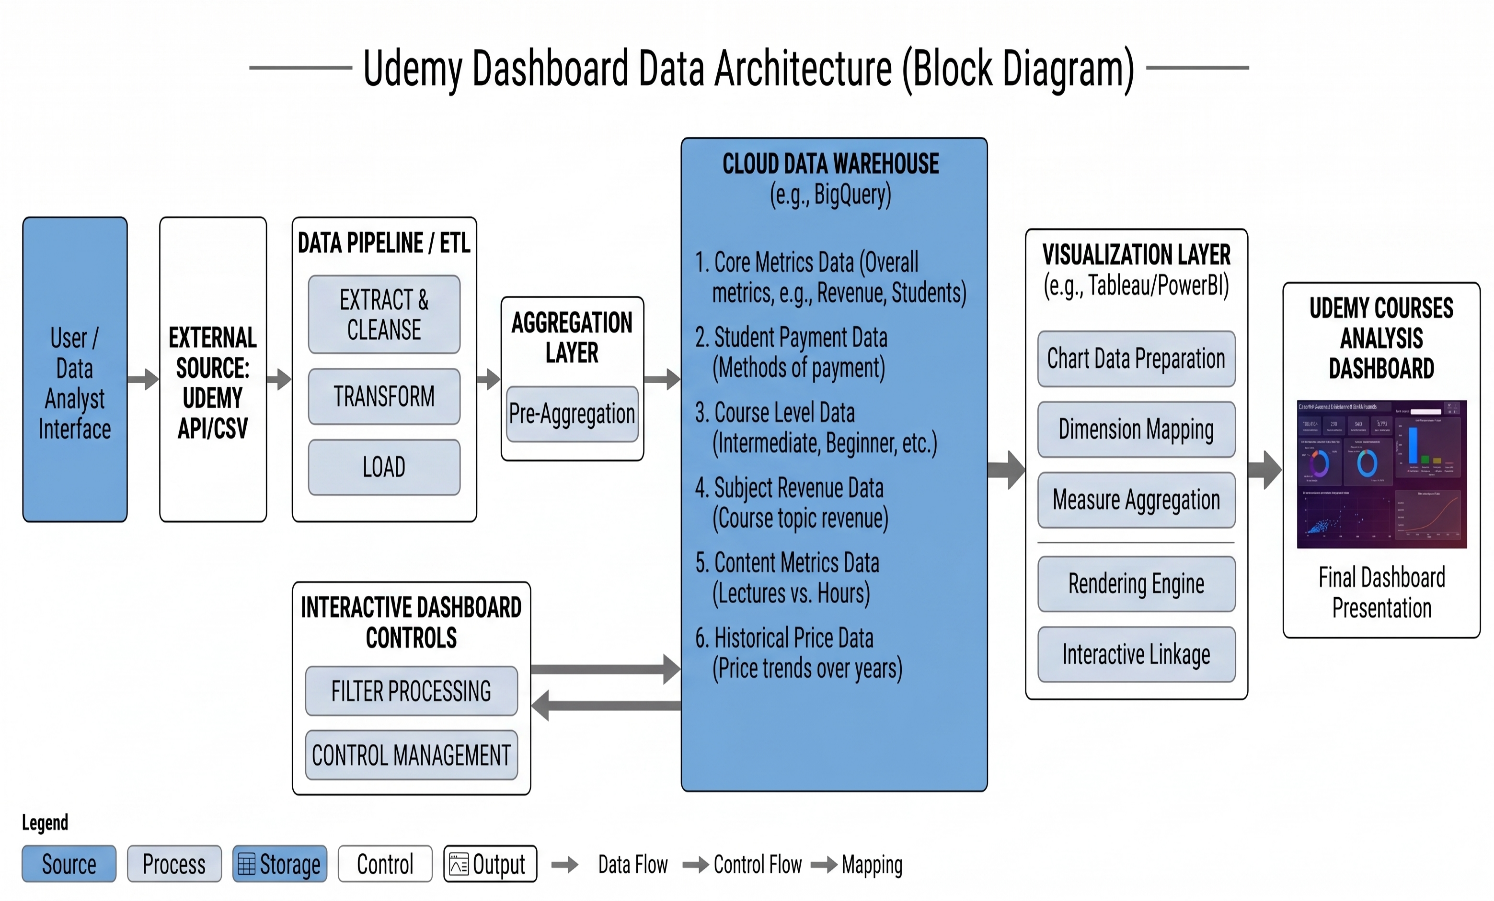 Udemy Dashboard Data Architecture (Block Diagram)
User /
Data
Analyst
Interface
EXTERNAL
SOURCE:
UDEMY
API/CSV
DATA PIPELINE / ETL
EXTRACT &
CLEANSE
TRANSFORM
LOAD
AGGREGATION
LAYER
Pre-Aggregation
CLOUD DATA WAREHOUSE
(e.g., BigQuery)
1. Core Metrics Data (Overall
metrics, e.g., Revenue, Students)
2. Student Payment Data
(Methods of payment)
3. Course Level Data
(Intermediate, Beginner, etc.)
4. Subject Revenue Data
(Course topic revenue)
5. Content Metrics Data
(Lectures vs. Hours)
6. Historical Price Data
(Price trends over years)
VISUALIZATION LAYER
(e.g., Tableau/PowerBI)
Chart Data Preparation
Dimension Mapping
Measure Aggregation
Rendering Engine
Interactive Linkage
UDEMY COURSES
ANALYSIS
DASHBOARD
Final Dashboard
Presentation
INTERACTIVE DASHBOARD
CONTROLS
FILTER PROCESSING
CONTROL MANAGEMENT
Legend
Source
Process
Storage
Control
Output
Data Flow
Control Flow
Mapping